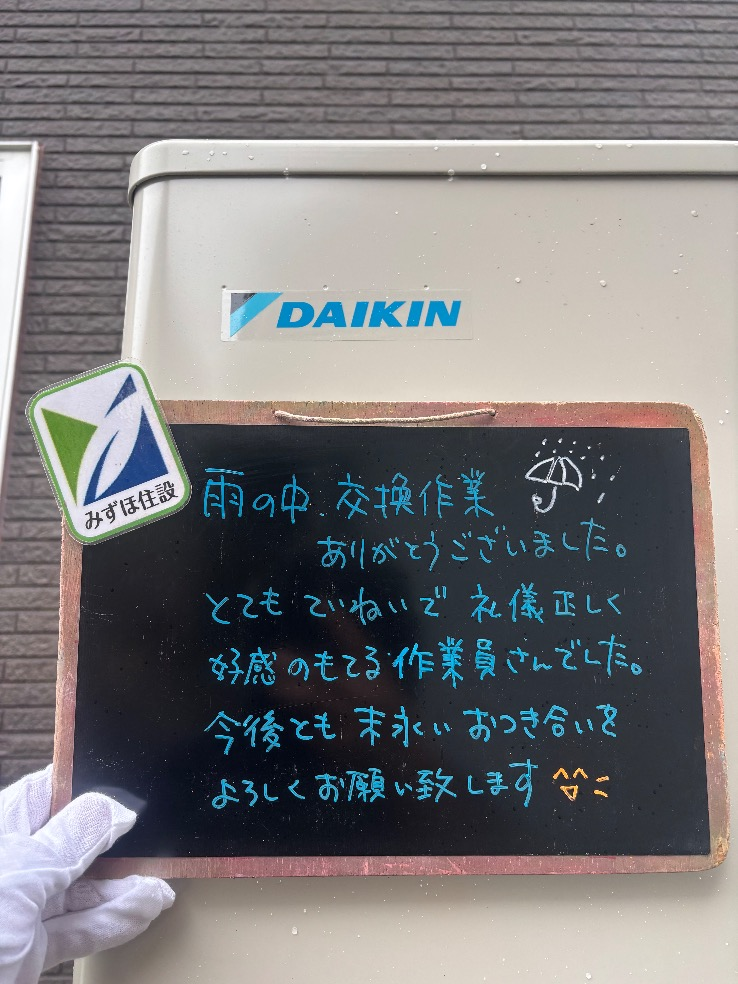 DAIKIN
みずほ住設
雨の中、交換作業
ありがとうございました。
とてもていねいで 礼儀正しく
好感のもてる作業員さんでした。
今後とも 末永い おつき合いを
よろしくお願い致します